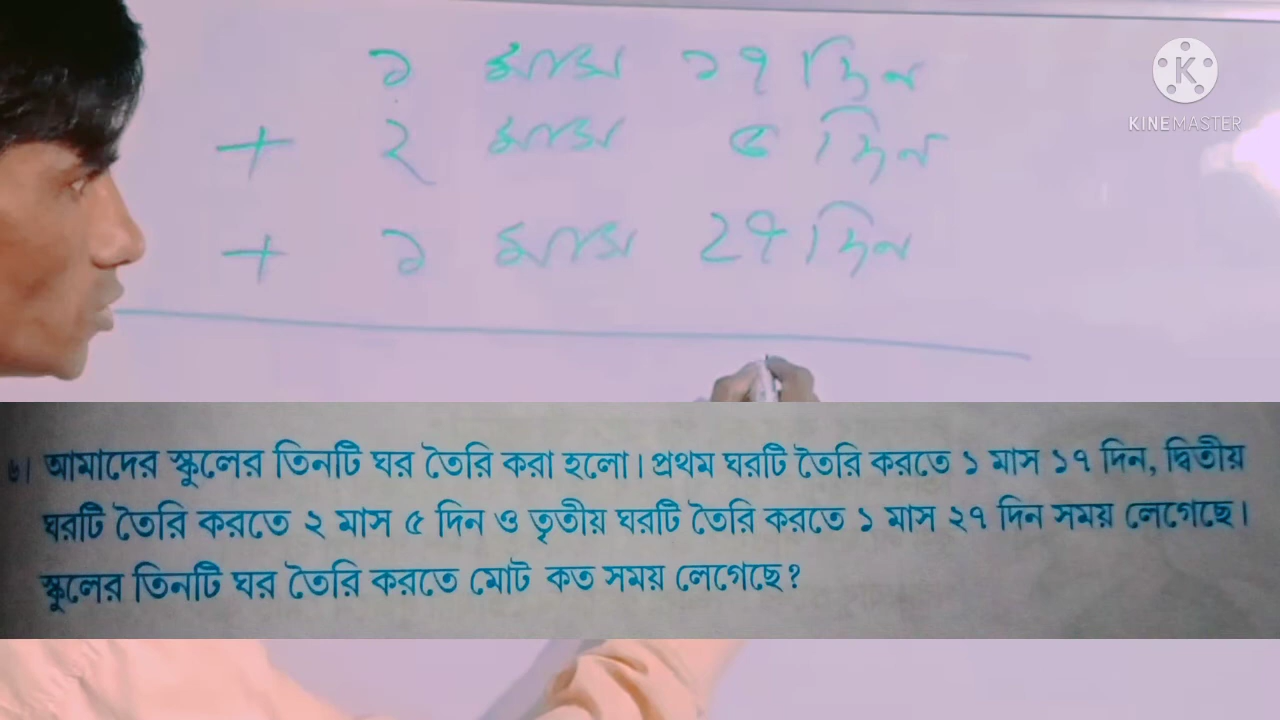 ১ মাস ১৭ দিন
+ ২ মাস ৫ দিন
+ ১ মাস ২৭ দিন
KINEMASTER
৬। আমাদের স্কুলের তিনটি ঘর তৈরি করা হলো। প্রথম ঘরটি তৈরি করতে ১ মাস ১৭ দিন, দ্বিতীয়
ঘরটি তৈরি করতে ২ মাস ৫ দিন ও তৃতীয় ঘরটি তৈরি করতে ১ মাস ২৭ দিন সময় লেগেছে।
স্কুলের তিনটি ঘর তৈরি করতে মোট কত সময় লেগেছে?